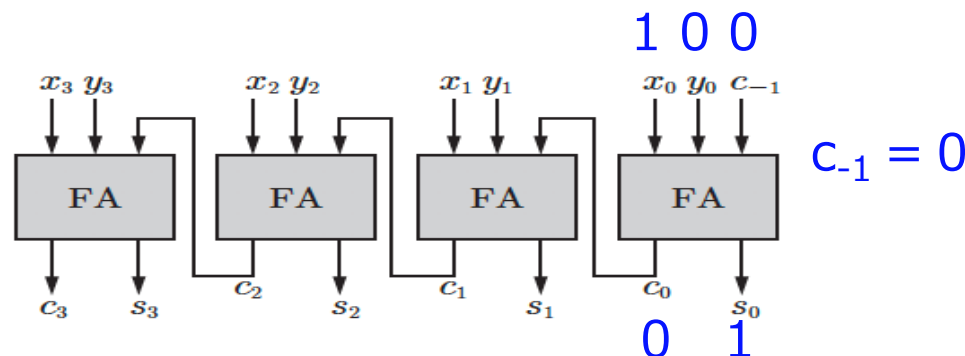 1 0 0
x₃ y₃ x₂ y₂ x₁ y₁ x₀ y₀ c₋₁
FA FA FA FA
c₋₁ = 0
c₃ s₃ c₂ s₂ c₁ s₁ c₀ s₀
0 1